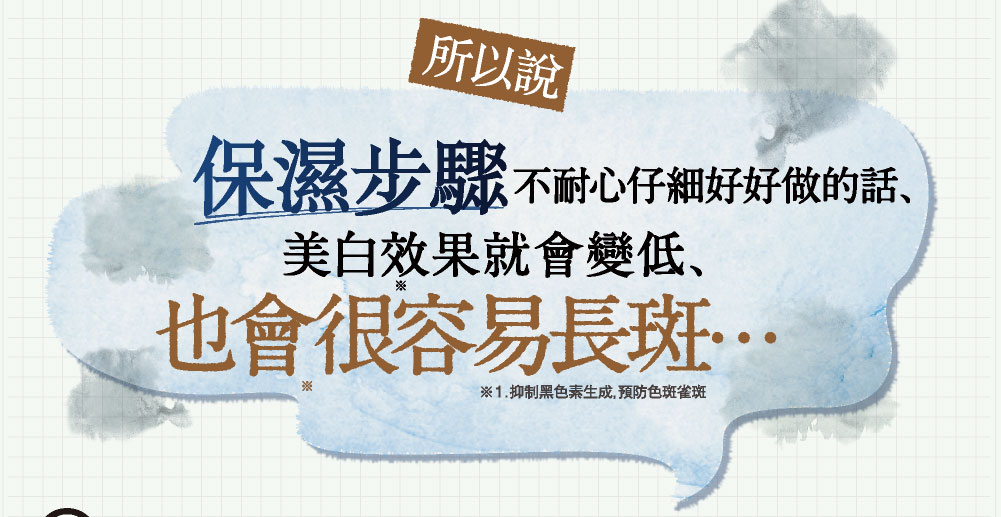 所以說
保濕步驟不耐心仔細好好做的話、
美白效果就會變低、
※
也會很容易長斑…
※
※1.抑制黑色素生成,預防色斑雀斑